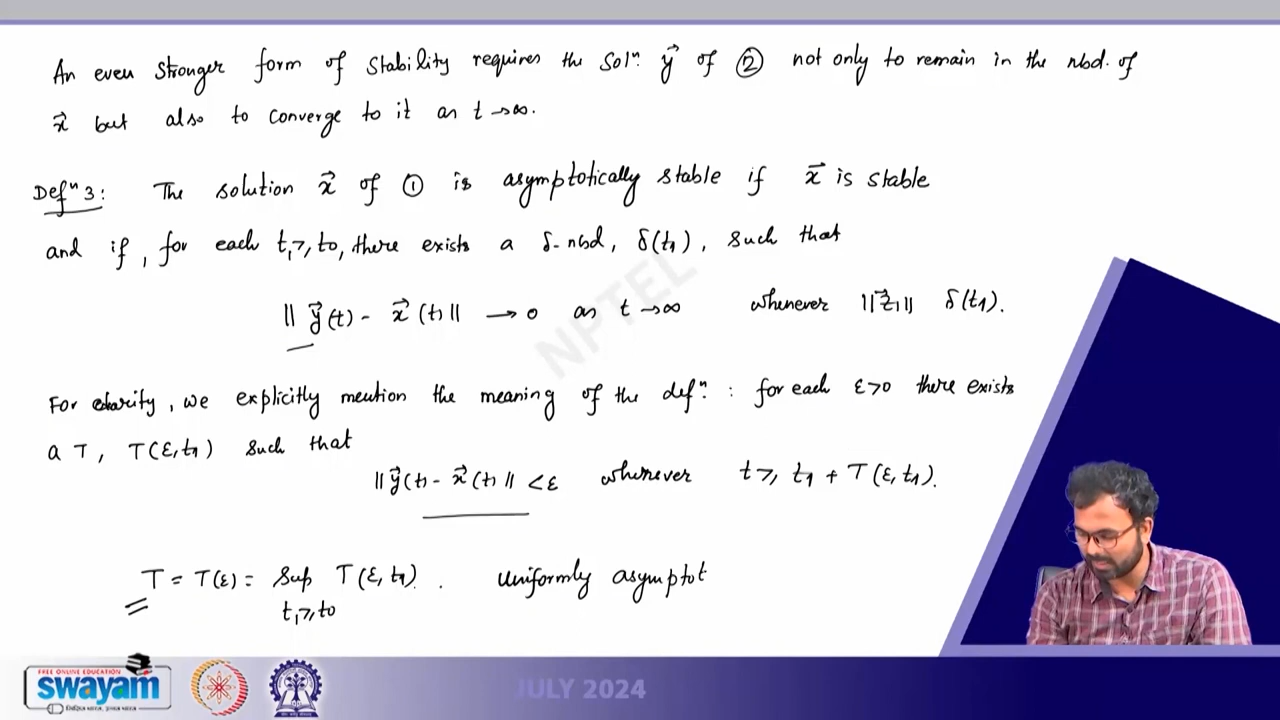 An even stronger form of stability requires the solⁿ. y⃗ of ② not only to remain in the nbd. of
x⃗ but also to converge to it as t→∞.
Defⁿ 3: The solution x⃗ of ① is asymptotically stable if x⃗ is stable
and if, for each t₁≥t₀, there exists a δ-nbd, δ(t₁), such that
‖ y⃗(t) - x⃗(t) ‖ → 0 as t→∞ whenever ‖z⃗₁‖ δ(t₁).
For clarity, we explicitly mention the meaning of the defⁿ. : for each ε>0 there exists
a T, T(ε,t₁) such that
‖ y⃗(t) - x⃗(t) ‖ < ε whenever t ≥ t₁ + T(ε,t₁).
T = T(ε) = Sup T(ε,t₁). uniformly asymptot
t₁≥t₀
NPTEL
FREE ONLINE EDUCATION
swayam
JULY 2024